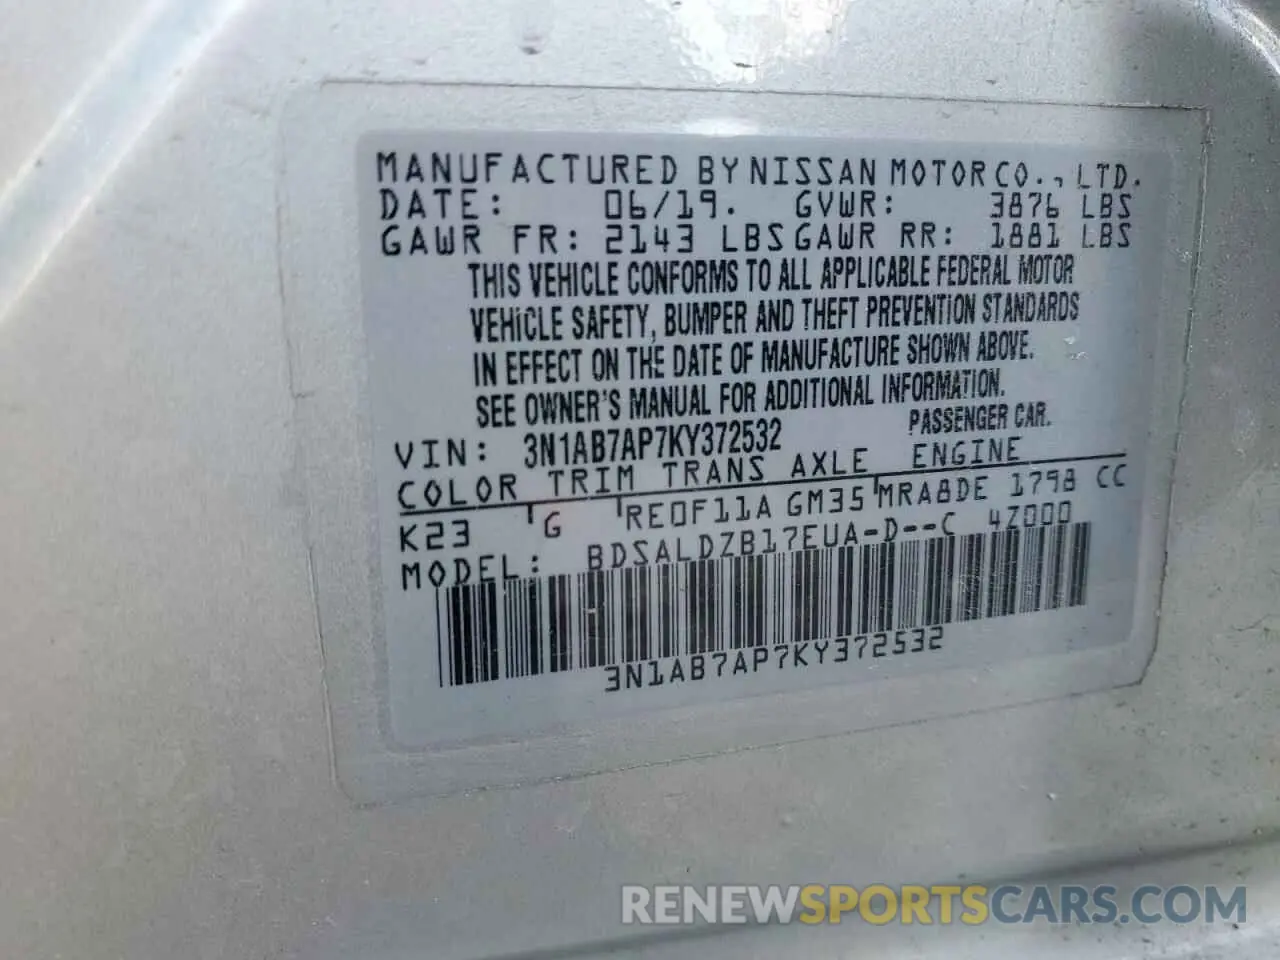 MANUFACTURED BY NISSAN MOTOR CO., LTD.
DATE: 06/19. GVWR: 3876 LBS
GAWR FR: 2143 LBS GAWR RR: 1881 LBS
THIS VEHICLE CONFORMS TO ALL APPLICABLE FEDERAL MOTOR
VEHICLE SAFETY, BUMPER AND THEFT PREVENTION STANDARDS
IN EFFECT ON THE DATE OF MANUFACTURE SHOWN ABOVE.
SEE OWNER'S MANUAL FOR ADDITIONAL INFORMATION.
VIN: 3N1AB7AP7KY372532 PASSENGER CAR.
COLOR TRIM TRANS AXLE ENGINE
K23 G RE0F11A GM35 MRA8DE 1798 CC
MODEL: BDSALDZB17EUA-D--C 4Z000
3N1AB7AP7KY372532
RENEWSPORTSCARS.COM